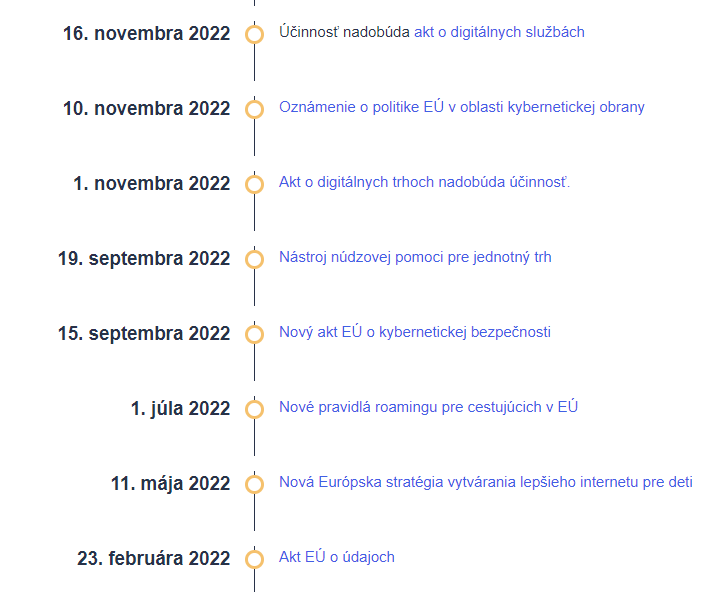 16. novembra 2022 Účinnosť nadobúda akt o digitálnych službách
10. novembra 2022 Oznámenie o politike EÚ v oblasti kybernetickej obrany
1. novembra 2022 Akt o digitálnych trhoch nadobúda účinnosť.
19. septembra 2022 Nástroj núdzovej pomoci pre jednotný trh
15. septembra 2022 Nový akt EÚ o kybernetickej bezpečnosti
1. júla 2022 Nové pravidlá roamingu pre cestujúcich v EÚ
11. mája 2022 Nová Európska stratégia vytvárania lepšieho internetu pre deti
23. februára 2022 Akt EÚ o údajoch